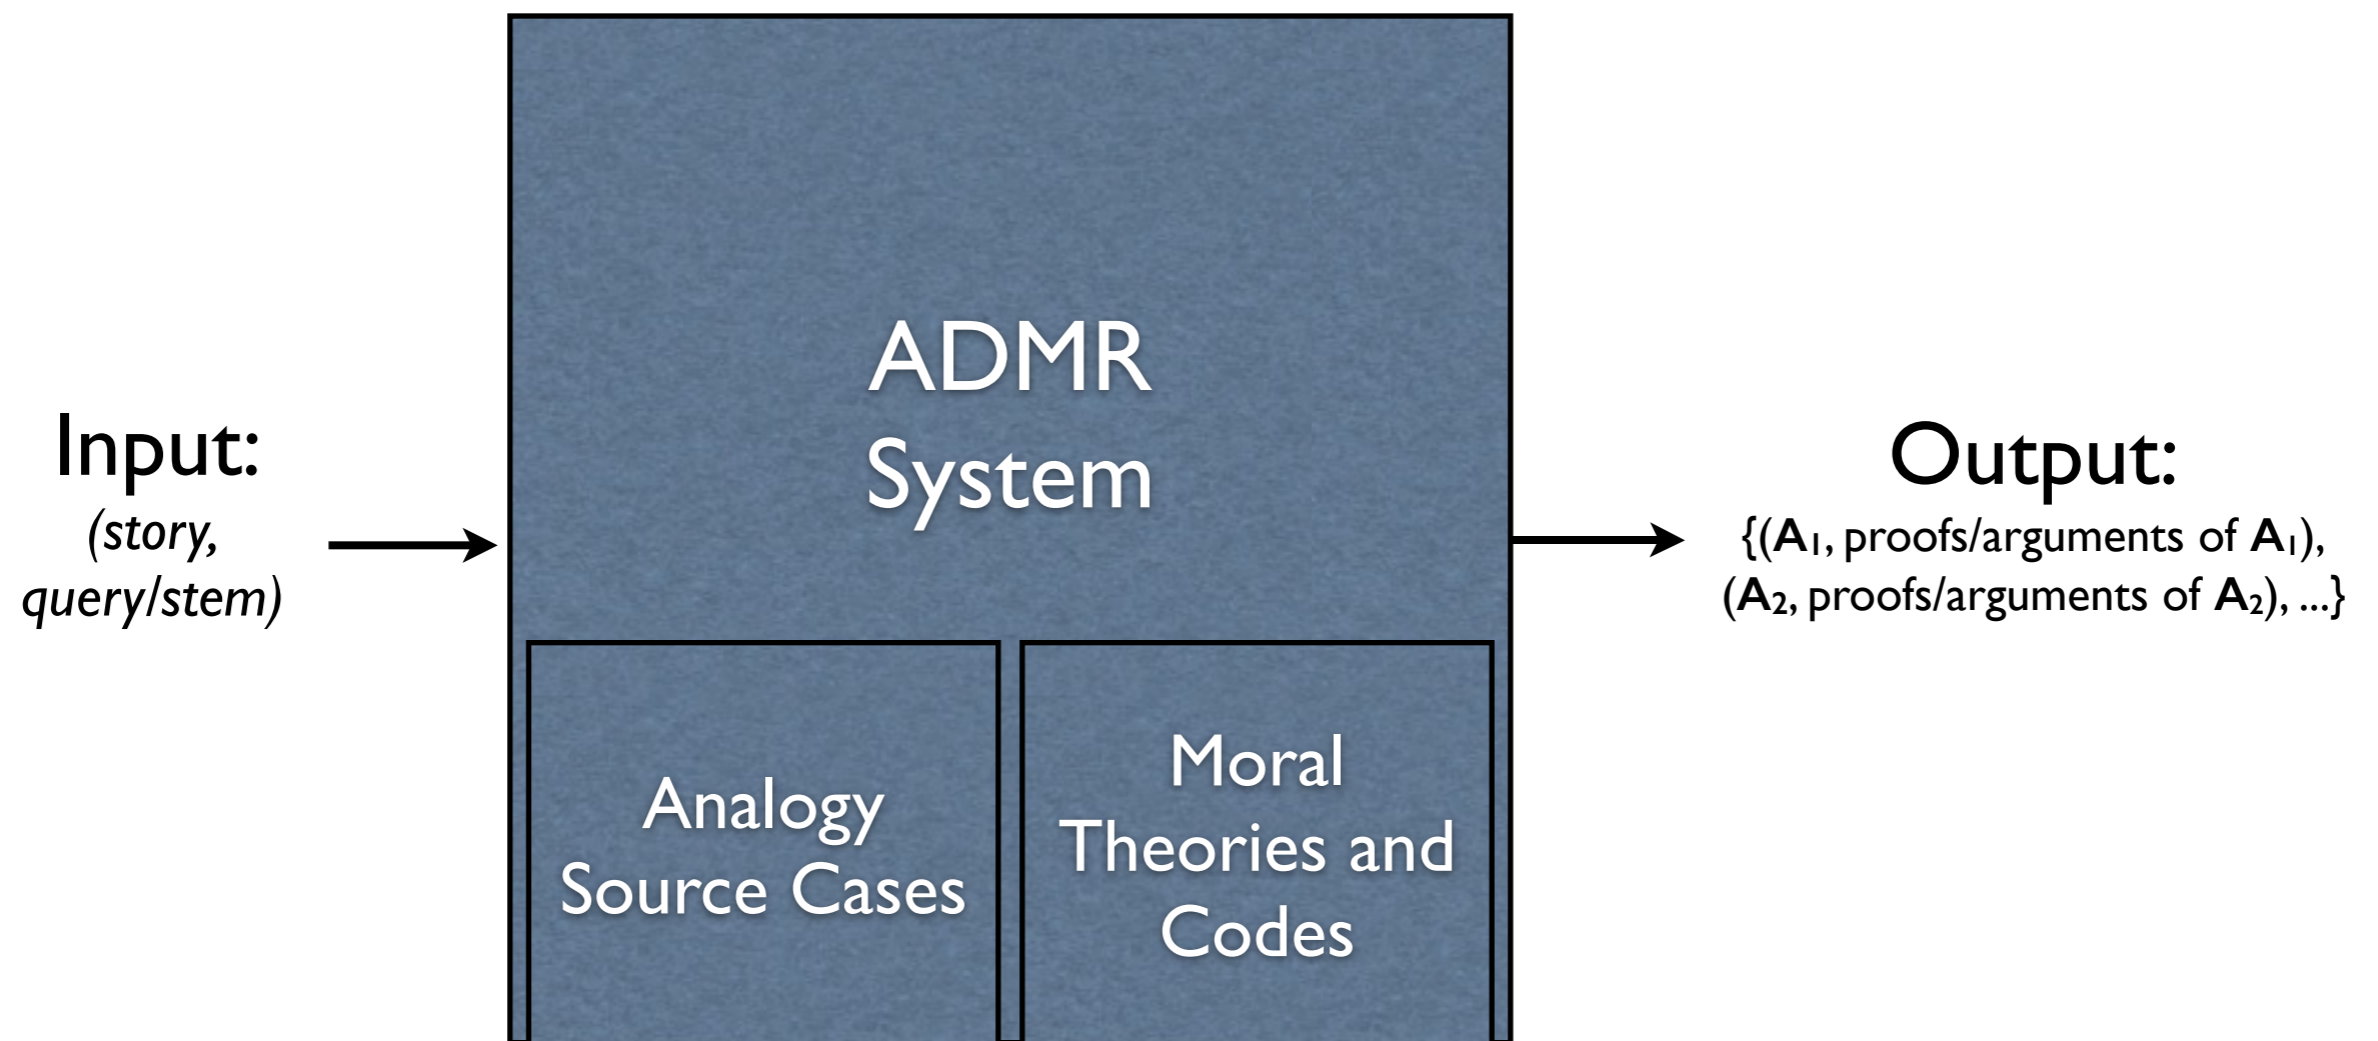 Input:
(story,
query/stem)
ADMR
System
Analogy
Source Cases
Moral
Theories and
Codes
Output:
{(A₁, proofs/arguments of A₁),
(A₂, proofs/arguments of A₂), ...}